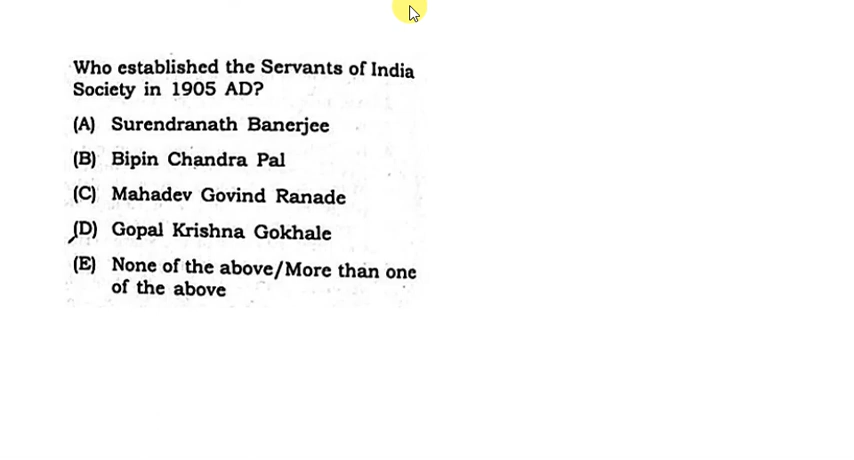 Who established the Servants of India
Society in 1905 AD?
(A) Surendranath Banerjee
(B) Bipin Chandra Pal
(C) Mahadev Govind Ranade
(D) Gopal Krishna Gokhale
(E) None of the above/More than one
of the above